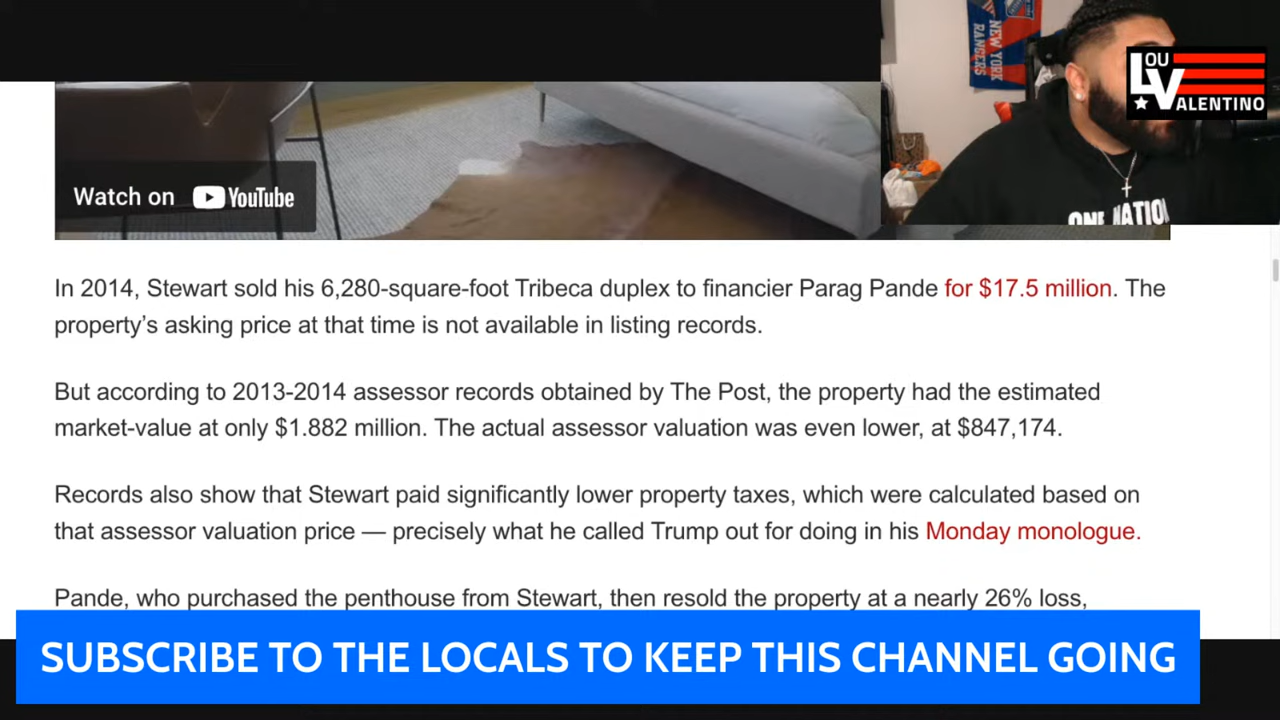 NEW YORK
RANGERS
LOU
VALENTINO
Watch on YouTube
ONE NATION
In 2014, Stewart sold his 6,280-square-foot Tribeca duplex to financier Parag Pande for $17.5 million. The
property’s asking price at that time is not available in listing records.
But according to 2013-2014 assessor records obtained by The Post, the property had the estimated
market-value at only $1.882 million. The actual assessor valuation was even lower, at $847,174.
Records also show that Stewart paid significantly lower property taxes, which were calculated based on
that assessor valuation price — precisely what he called Trump out for doing in his Monday monologue.
Pande, who purchased the penthouse from Stewart, then resold the property at a nearly 26% loss,
SUBSCRIBE TO THE LOCALS TO KEEP THIS CHANNEL GOING